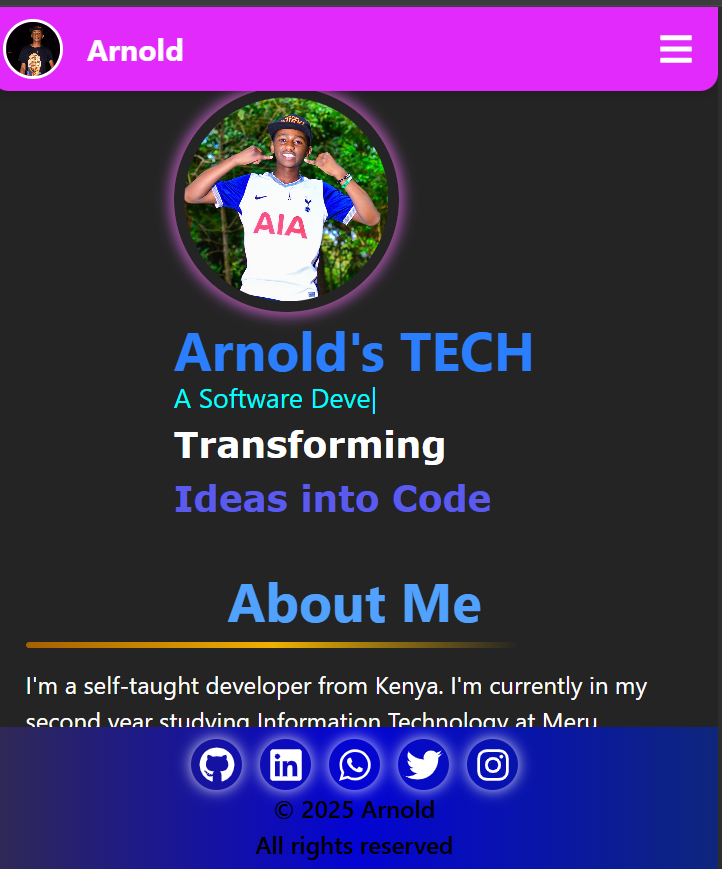 Arnold
AIA
Arnold's TECH
A Software Deve|
Transforming
Ideas into Code
About Me
I'm a self-taught developer from Kenya. I'm currently in my
second year studying Information Technology at Meru
© 2025 Arnold
All rights reserved